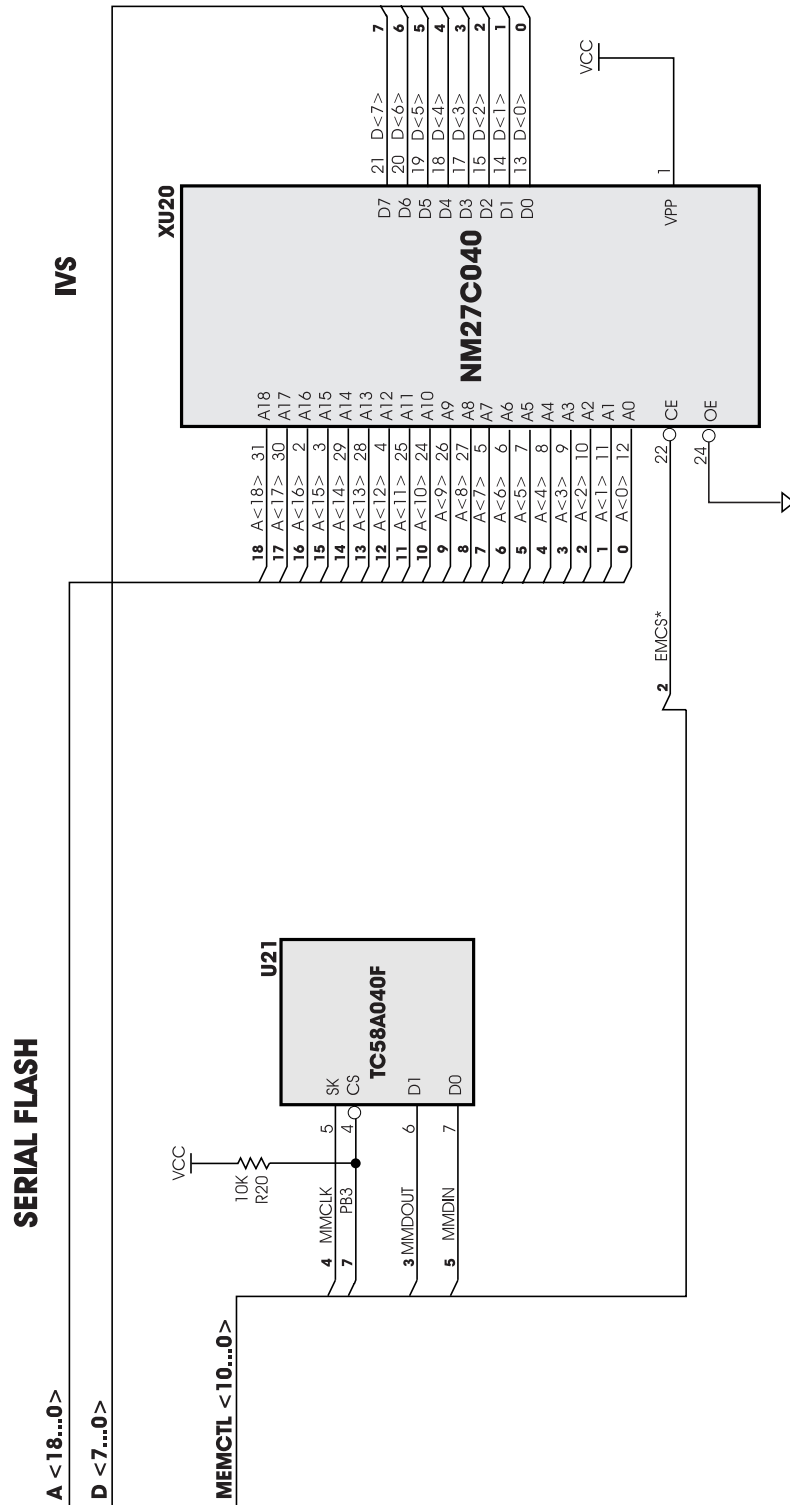 SERIAL FLASH
IVS
A <18...0>
D <7...0>
MEMCTL <10...0>
VCC
10K
R20
4 MMCLK 5 SK
7 PB3 4 CS
3 MMDOUT 6 D1
5 MMDIN 7 D0
U21
TC58A040F
2 EMCS*
XU20
NM27C040
18 A<18> 31 A18
17 A<17> 30 A17
16 A<16> 2 A16
15 A<15> 3 A15
14 A<14> 29 A14
13 A<13> 28 A13
12 A<12> 4 A12
11 A<11> 25 A11
10 A<10> 24 A10
9 A<9> 26 A9
8 A<8> 27 A8
7 A<7> 5 A7
6 A<6> 6 A6
5 A<5> 7 A5
4 A<4> 8 A4
3 A<3> 9 A3
2 A<2> 10 A2
1 A<1> 11 A1
0 A<0> 12 A0
22 CE
24 OE
D7 21 D<7> 7
D6 20 D<6> 6
D5 19 D<5> 5
D4 18 D<4> 4
D3 17 D<3> 3
D2 15 D<2> 2
D1 14 D<1> 1
D0 13 D<0> 0
VPP 1
VCC